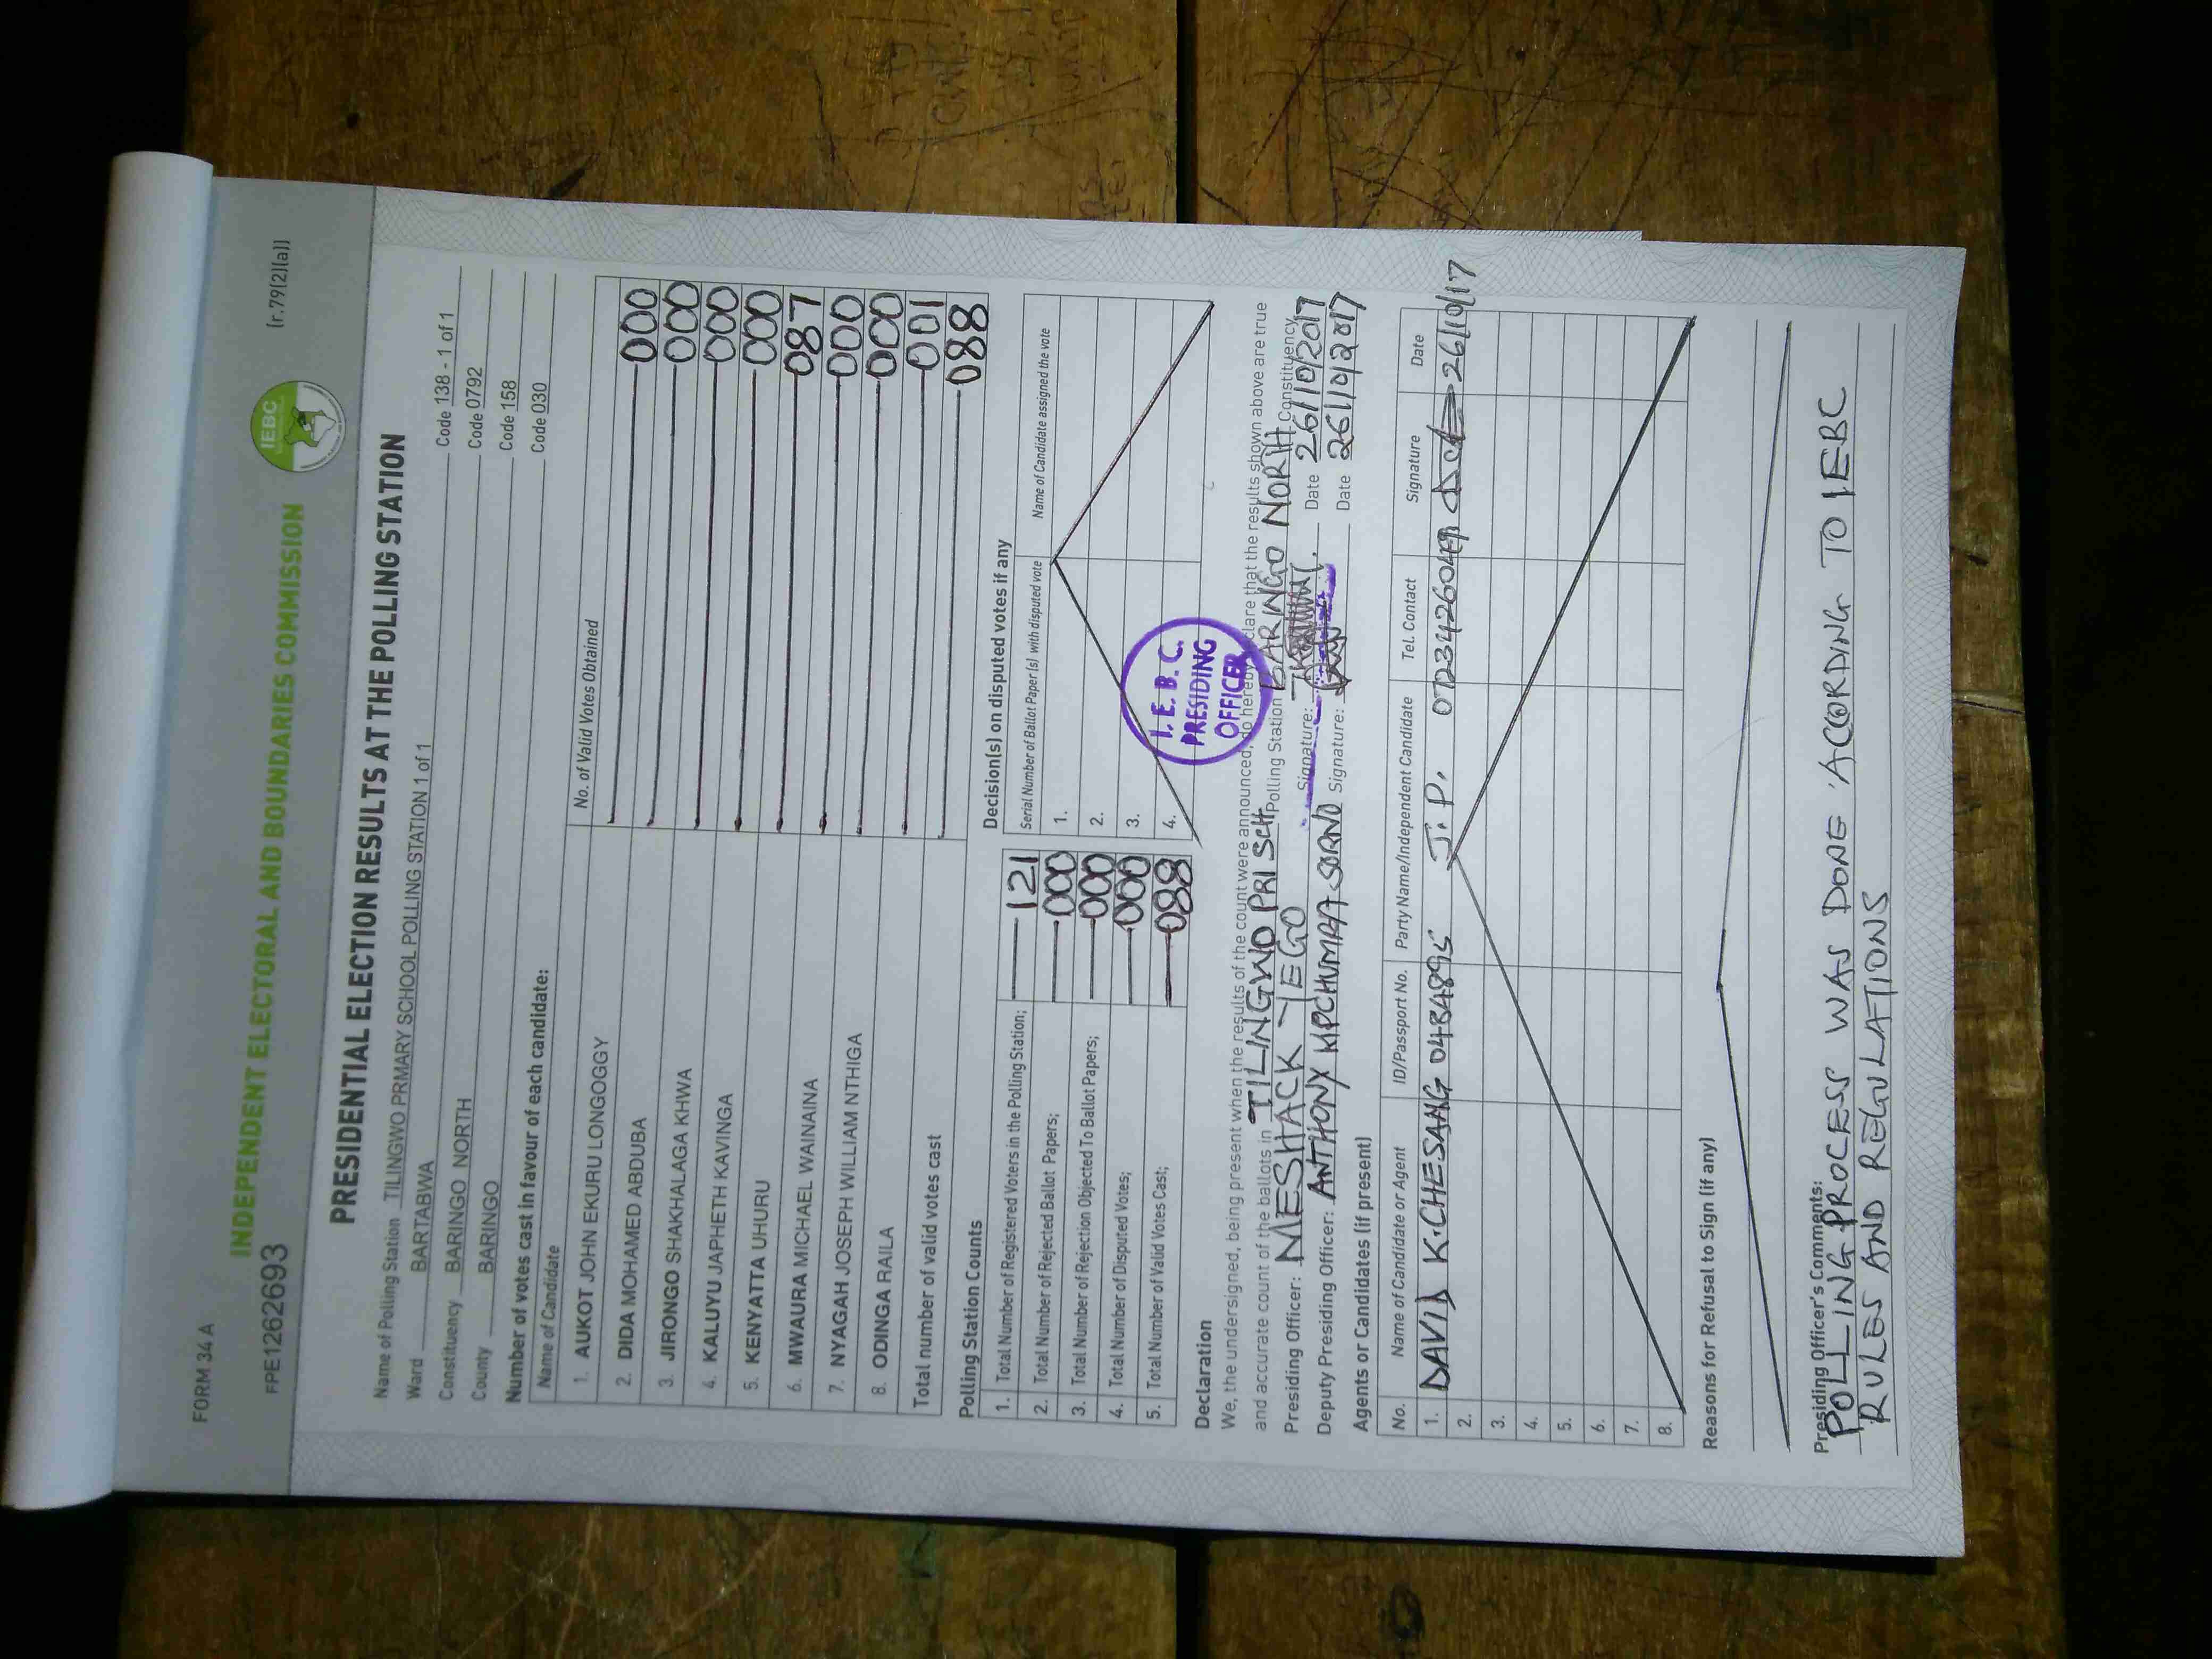 FORM 34 A
(r.79(2)(a))
INDEPENDENT ELECTORAL AND BOUNDARIES COMMISSION
IEBC
FPE1262693
PRESIDENTIAL ELECTION RESULTS AT THE POLLING STATION
Name of Polling Station TILINGWO PRMARY SCHOOL POLLING STATION 1 of 1 Code 138 - 1 of 1
Ward BARTABWA Code 0792
Constituency BARINGO NORTH Code 158
County BARINGO Code 030
Number of votes cast in favour of each candidate:
Name of Candidate No. of Valid Votes Obtained
1. AUKOT JOHN EKURU LONGOGGY 000
2. DIDA MOHAMED ABDUBA 000
3. JIRONGO SHAKHALAGA KHWA 000
4. KALUYU JAPHETH KAVINGA 000
5. KENYATTA UHURU 087
6. MWAURA MICHAEL WAINAINA 000
7. NYAGAH JOSEPH WILLIAM NTHIGA 000
8. ODINGA RAILA 001
Total number of valid votes cast 088
Polling Station Counts
1. Total Number of Registered Voters in the Polling Station; 121
2. Total Number of Rejected Ballot Papers; 000
3. Total Number of Rejection Objected To Ballot Papers; 000
4. Total Number of Disputed Votes; 000
5. Total Number of Valid Votes Cast; 088
Decision(s) on disputed votes if any
Serial Number of Ballot Paper (s) with disputed vote Name of Candidate assigned the vote
1.
2.
3.
4.
I. E. B. C.
PRESIDING
OFFICER
Declaration
We, the undersigned, being present when the results of the count were announced, do hereby declare that the results shown above are true
and accurate count of the ballots in TILINGWO PRI SCH Polling Station BARINGO NORTH Constituency
Presiding Officer: MESHACK YEGO Signature: Date 26/10/2017
Deputy Presiding Officer: ANTHONY KIPCHUMBA Signature: Date 26/10/2017
Agents or Candidates (if present)
No. Name of Candidate or Agent ID/Passport No. Party Name/Independent Candidate Tel. Contact Signature Date
1. DAVID K. CHESANG 0484895 J.P. 0723426049 26/10/17
2.
3.
4.
5.
6.
7.
8.
Reasons for Refusal to Sign (if any)
Presiding Officer's Comments:
POLLING PROCESS WAS DONE ACCORDING TO IEBC
RULES AND REGULATIONS